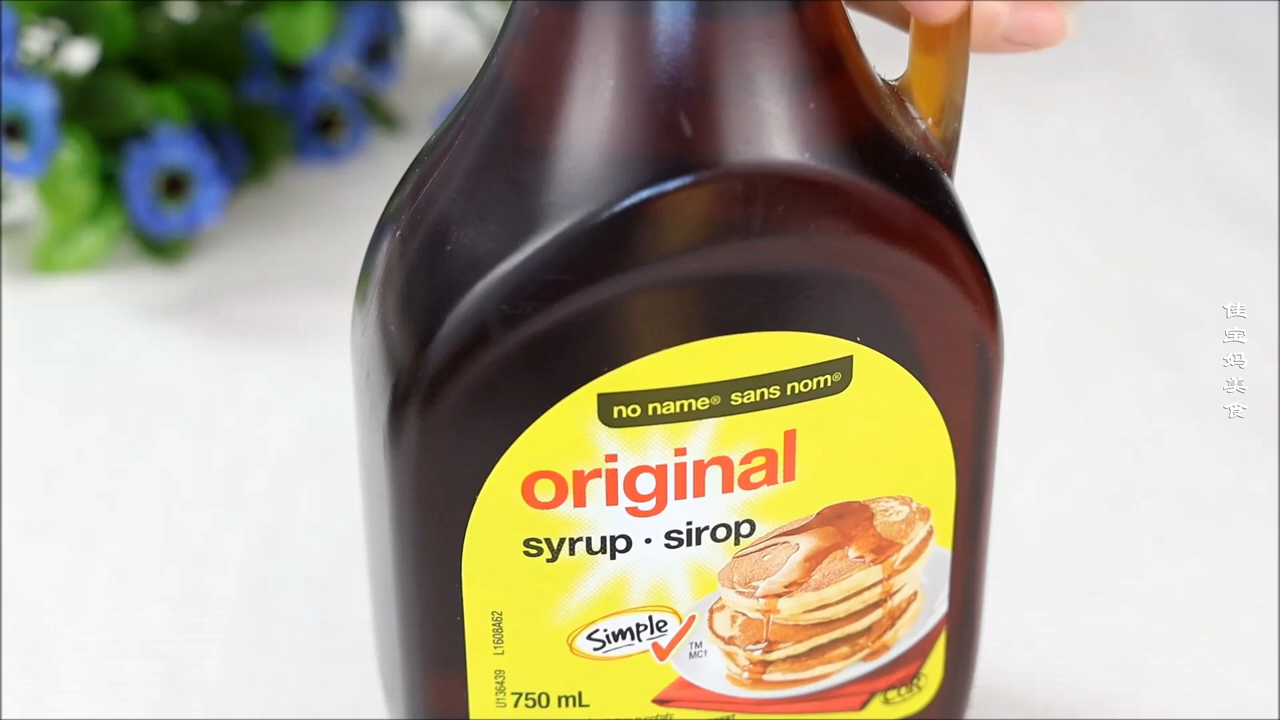 no name® sans nom®
original
syrup · sirop
Simple
TM
MC†
L1608A62
U136439
750 mL
佳宝妈美食